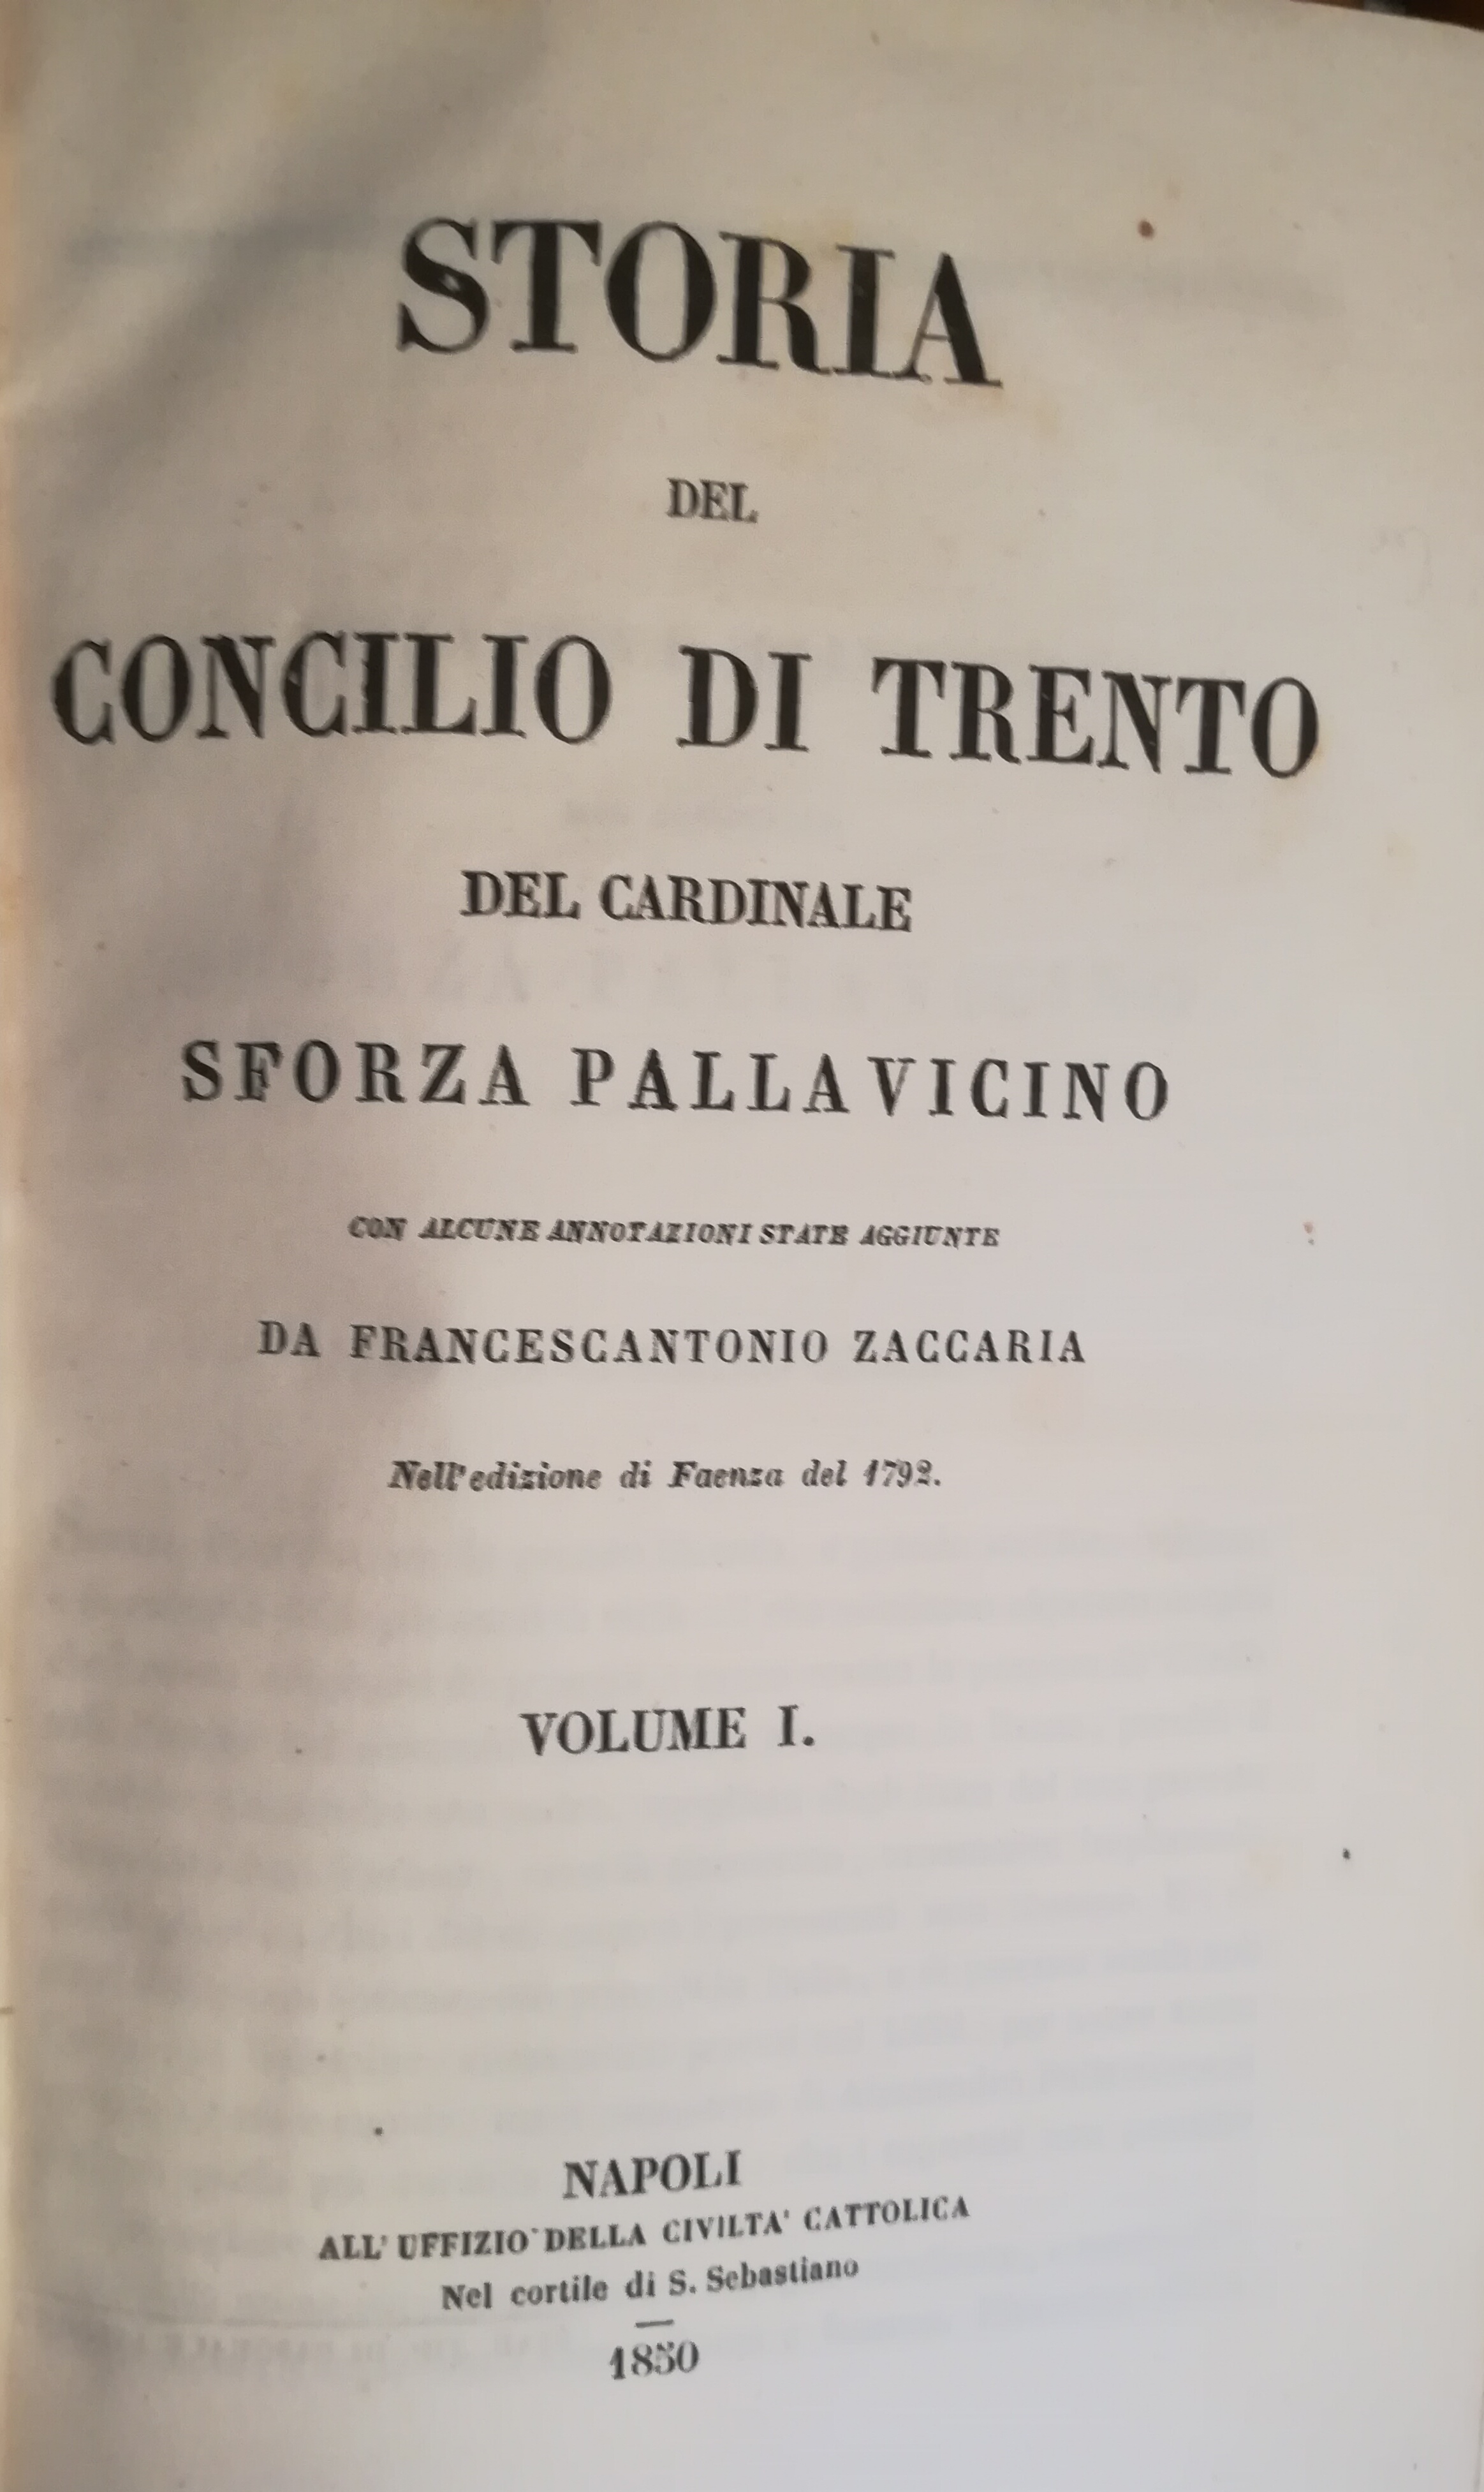 STORIA
DEL
CONCILIO DI TRENTO
DEL CARDINALE
SFORZA PALLAVICINO
CON ALCUNE ANNOTAZIONI STATE AGGIUNTE
DA FRANCESCANTONIO ZACCARIA
Nell'edizione di Faenza del 1792.
VOLUME I.
NAPOLI
ALL' UFFIZIO DELLA CIVILTA' CATTOLICA
Nel cortile di S. Sebastiano
1850